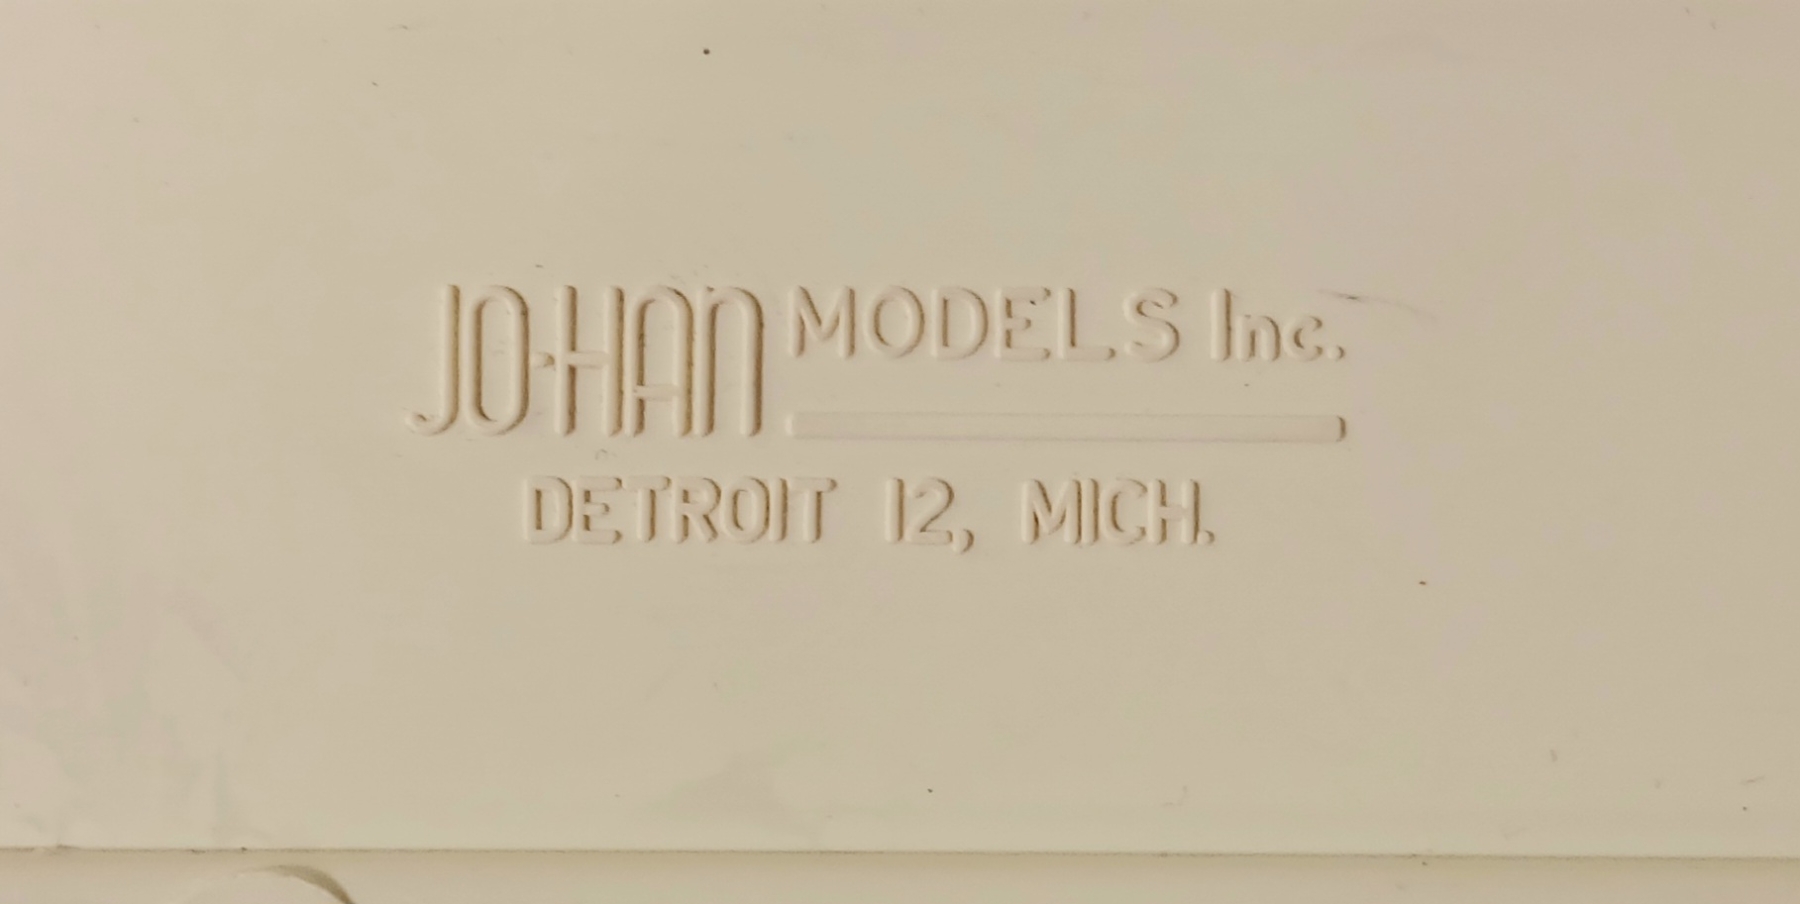 JO-HAN MODELS Inc.
DETROIT 12, MICH.